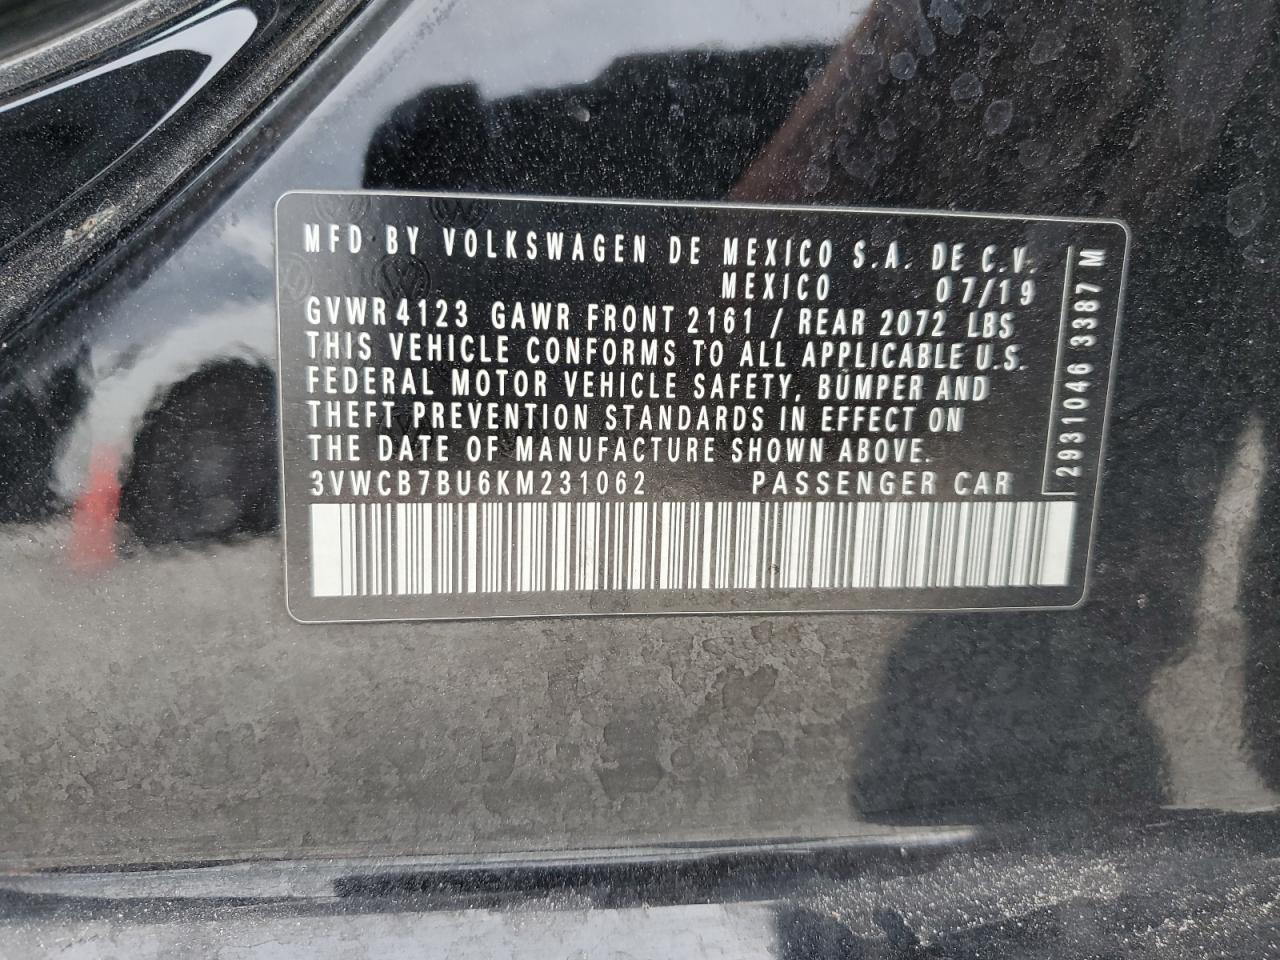 MFD BY VOLKSWAGEN DE MEXICO S.A. DE C.V.
MEXICO 07/19
GVWR 4123 GAWR FRONT 2161 / REAR 2072 LBS
THIS VEHICLE CONFORMS TO ALL APPLICABLE U.S.
FEDERAL MOTOR VEHICLE SAFETY, BUMPER AND
THEFT PREVENTION STANDARDS IN EFFECT ON
THE DATE OF MANUFACTURE SHOWN ABOVE.
3VWCB7BU6KM231062 PASSENGER CAR
2931046 3387 M